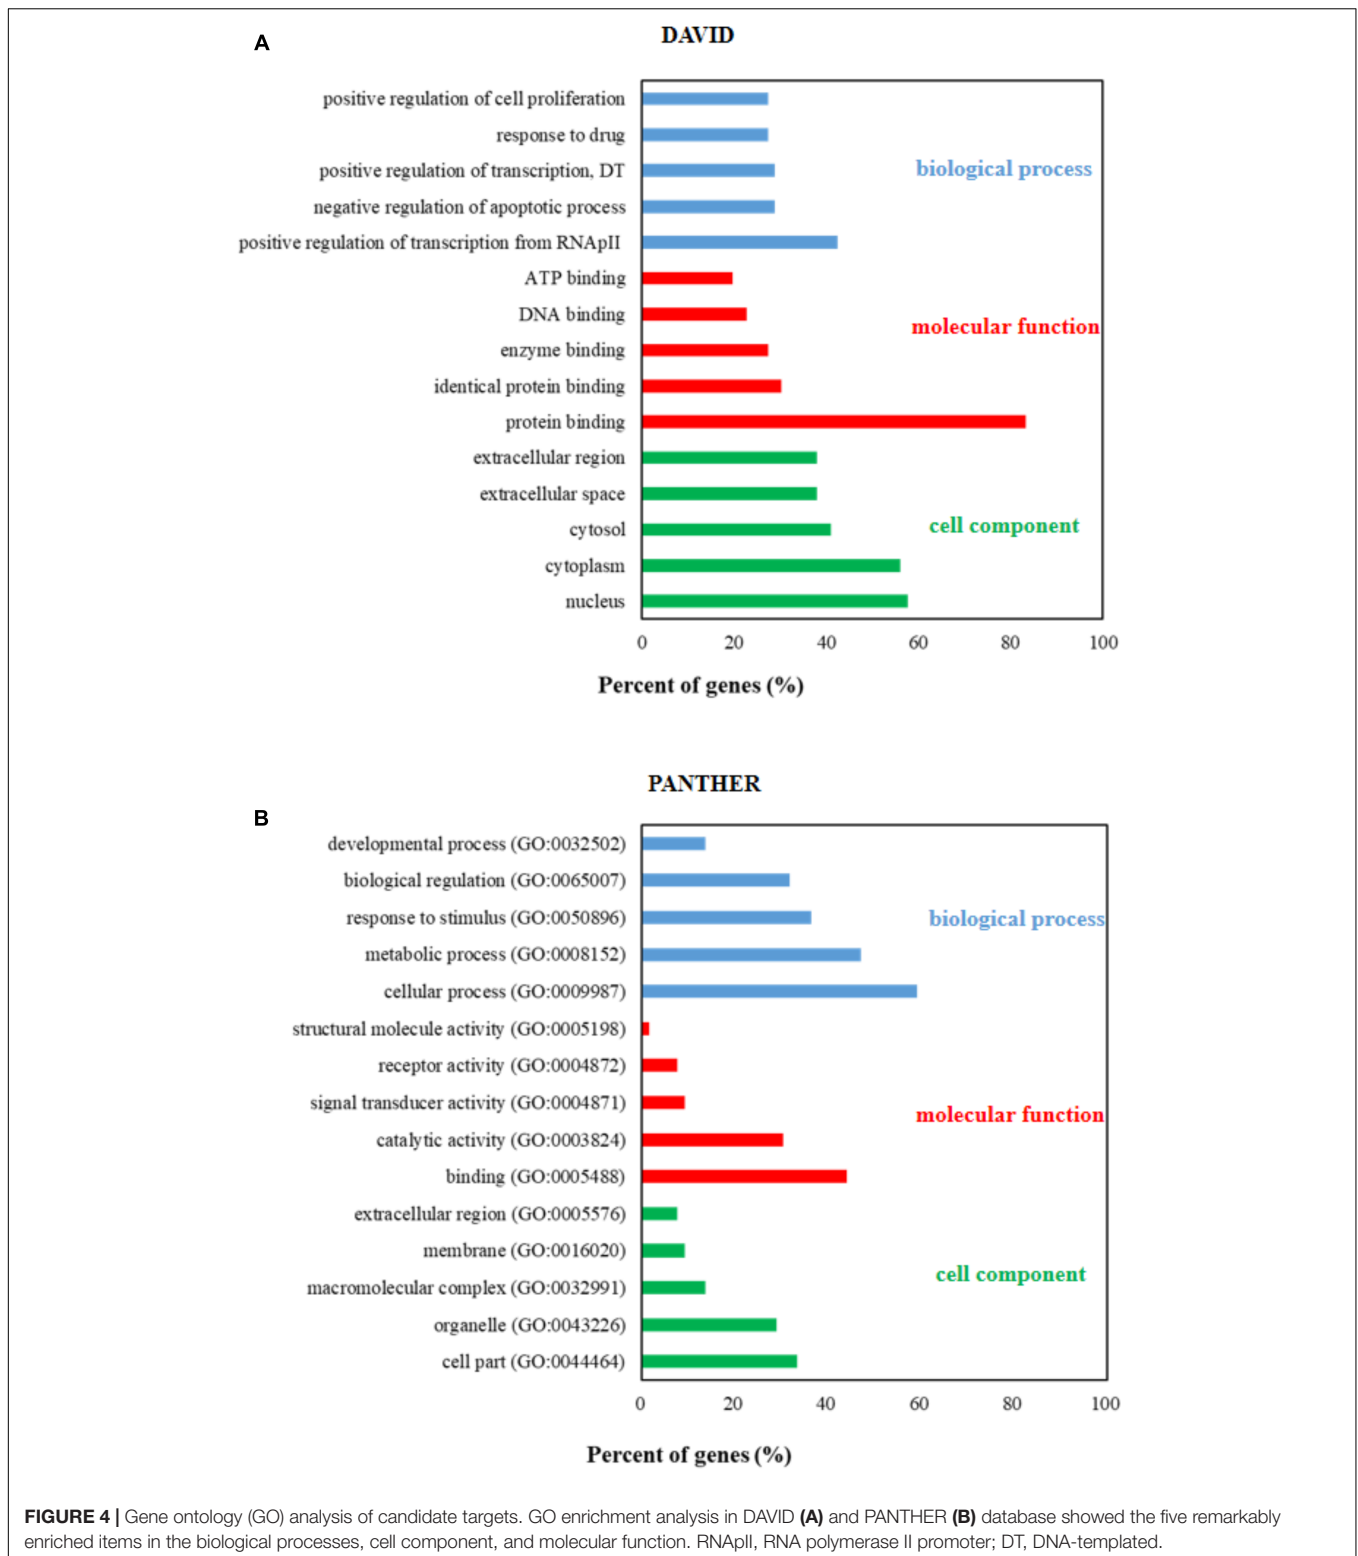 A
DAVID
positive regulation of cell proliferation
response to drug
positive regulation of transcription, DT
biological process
negative regulation of apoptotic process
positive regulation of transcription from RNApII
ATP binding
DNA binding
molecular function
enzyme binding
identical protein binding
protein binding
extracellular region
extracellular space
cytosol
cell component
cytoplasm
nucleus
0 20 40 60 80 100
Percent of genes (%)
PANTHER
B
developmental process (GO:0032502)
biological regulation (GO:0065007)
response to stimulus (GO:0050896)
biological process
metabolic process (GO:0008152)
cellular process (GO:0009987)
structural molecule activity (GO:0005198)
receptor activity (GO:0004872)
signal transducer activity (GO:0004871)
molecular function
catalytic activity (GO:0003824)
binding (GO:0005488)
extracellular region (GO:0005576)
membrane (GO:0016020)
cell component
macromolecular complex (GO:0032991)
organelle (GO:0043226)
cell part (GO:0044464)
0 20 40 60 80 100
Percent of genes (%)
FIGURE 4 | Gene ontology (GO) analysis of candidate targets. GO enrichment analysis in DAVID (A) and PANTHER (B) database showed the five remarkably
enriched items in the biological processes, cell component, and molecular function. RNApII, RNA polymerase II promoter; DT, DNA-templated.